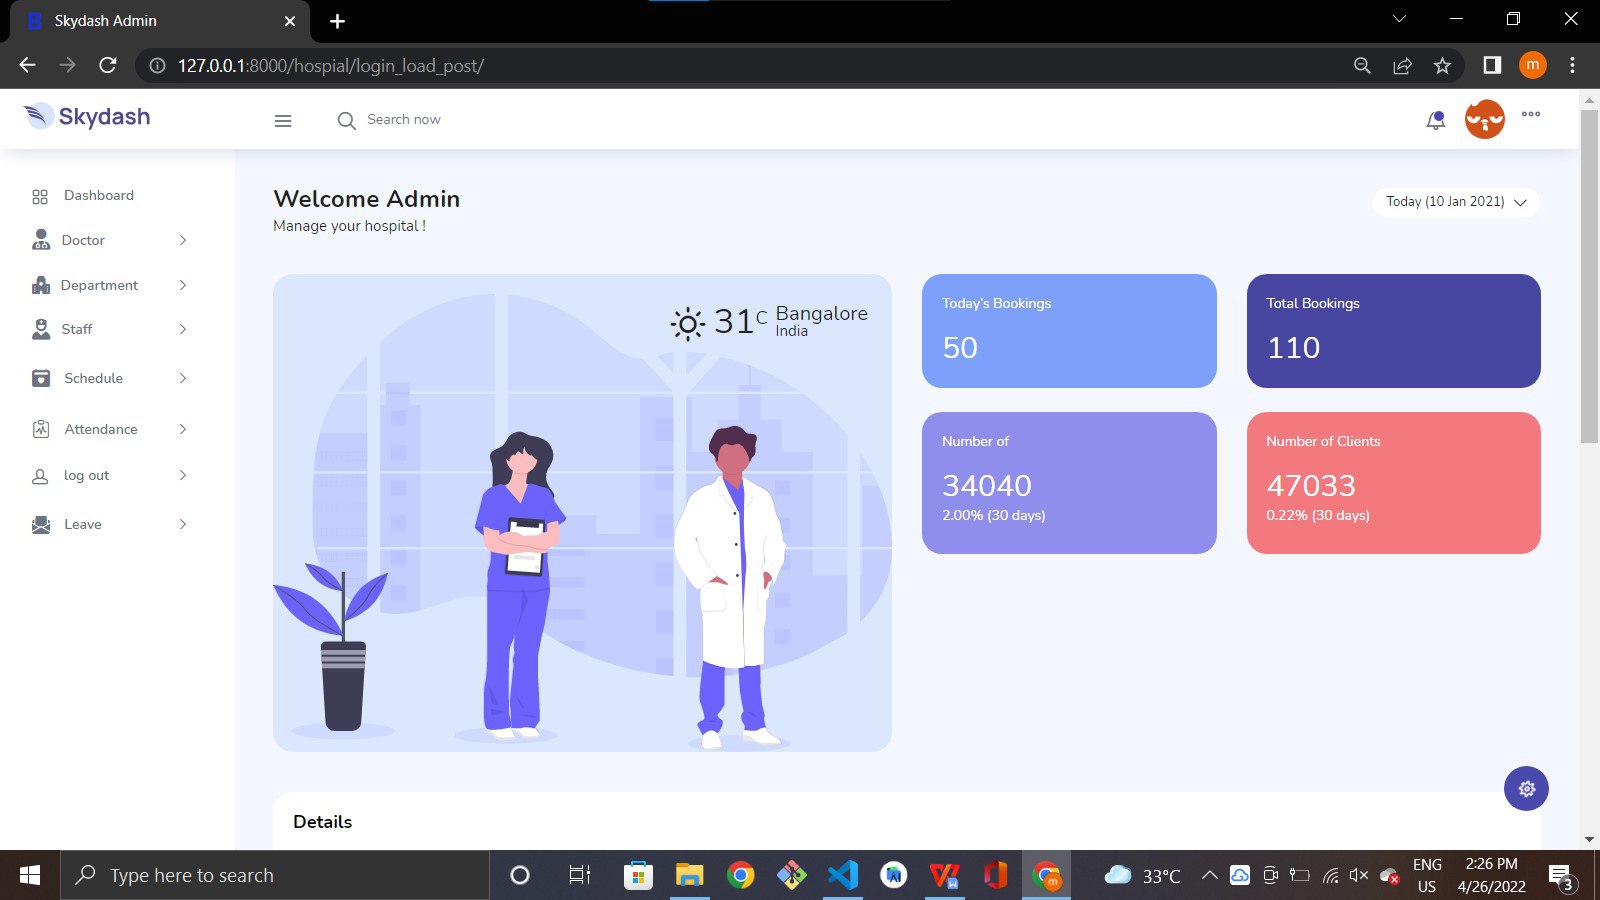 Skydash Admin
127.0.0.1:8000/hospial/login_load_post/
m
Skydash
Search now
Dashboard
Doctor
Department
Staff
Schedule
Attendance
log out
Leave
Welcome Admin
Manage your hospital !
Today (10 Jan 2021)
31C Bangalore
India
Today's Bookings
50
Total Bookings
110
Number of
34040
2.00% (30 days)
Number of Clients
47033
0.22% (30 days)
Details
Type here to search
33°C
ENG
US
2:26 PM
4/26/2022
3